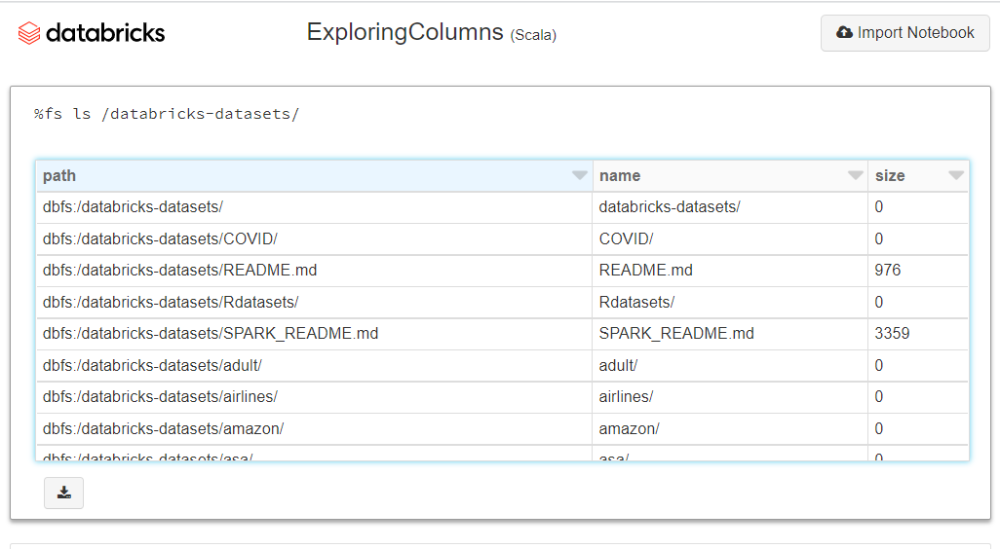 databricks ExploringColumns (Scala) Import Notebook
%fs ls /databricks-datasets/
path name size
dbfs:/databricks-datasets/ databricks-datasets/ 0
dbfs:/databricks-datasets/COVID/ COVID/ 0
dbfs:/databricks-datasets/README.md README.md 976
dbfs:/databricks-datasets/Rdatasets/ Rdatasets/ 0
dbfs:/databricks-datasets/SPARK_README.md SPARK_README.md 3359
dbfs:/databricks-datasets/adult/ adult/ 0
dbfs:/databricks-datasets/airlines/ airlines/ 0
dbfs:/databricks-datasets/amazon/ amazon/ 0
dbfs:/databricks-datasets/asa/ asa/ 0